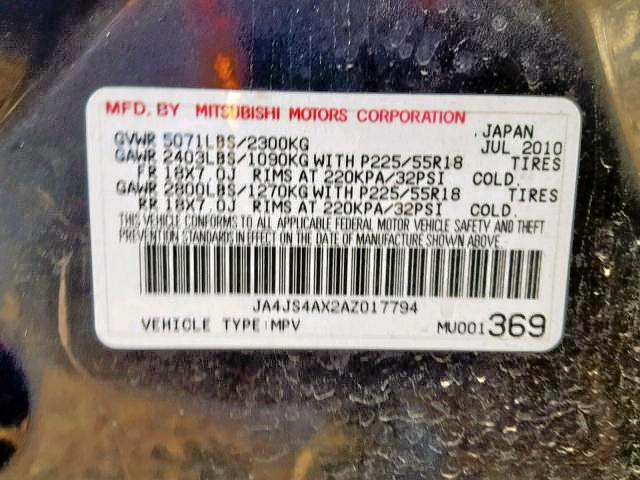 MFD. BY MITSUBISHI MOTORS CORPORATION
, JAPAN
GVWR 5071LBS/2300KG JUL 2010
GAWR 2403LBS/1090KG WITH P225/55R18 TIRES
FR 18X7.0J RIMS AT 220KPA/32PSI COLD.
GAWR 2800LBS/1270KG WITH P225/55R18 TIRES
RR 18X7.0J RIMS AT 220KPA/32PSI COLD.
THIS VEHICLE CONFORMS TO ALL APPLICABLE FEDERAL MOTOR VEHICLE SAFETY AND THEFT
PREVENTION STANDARDS IN EFFECT ON THE DATE OF MANUFACTURE SHOWN ABOVE.
JA4JS4AX2AZ017794
VEHICLE TYPE:MPV MU001369